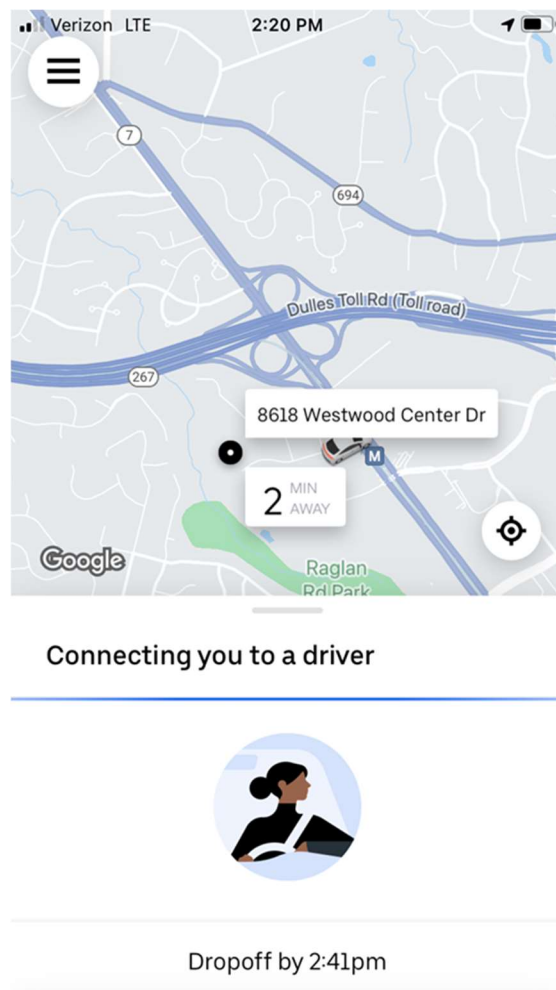 Verizon LTE
2:20 PM
7
694
Dulles Toll Rd (Toll road)
267
8618 Westwood Center Dr
M
2 MIN
AWAY
Google
Raglan
Rd Park
Connecting you to a driver
Dropoff by 2:41pm